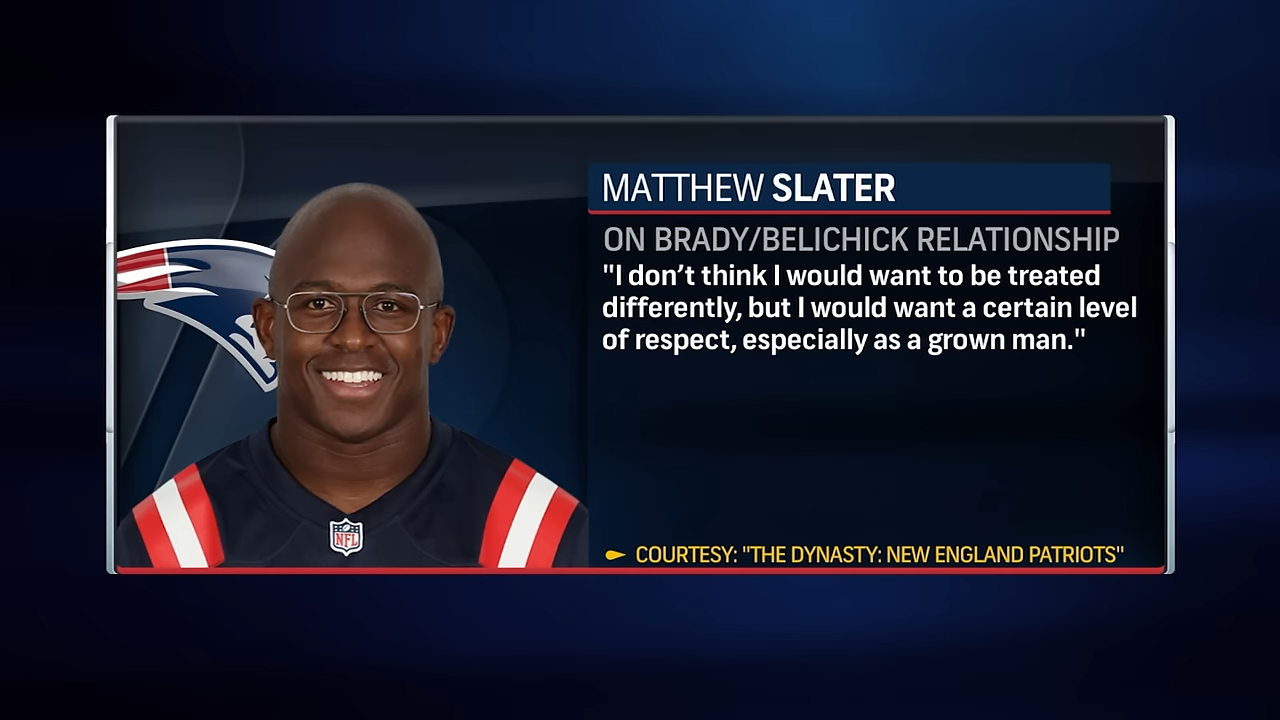 MATTHEW SLATER
ON BRADY/BELICHICK RELATIONSHIP
"I don’t think I would want to be treated
differently, but I would want a certain level
of respect, especially as a grown man."
NFL
COURTESY: "THE DYNASTY: NEW ENGLAND PATRIOTS"